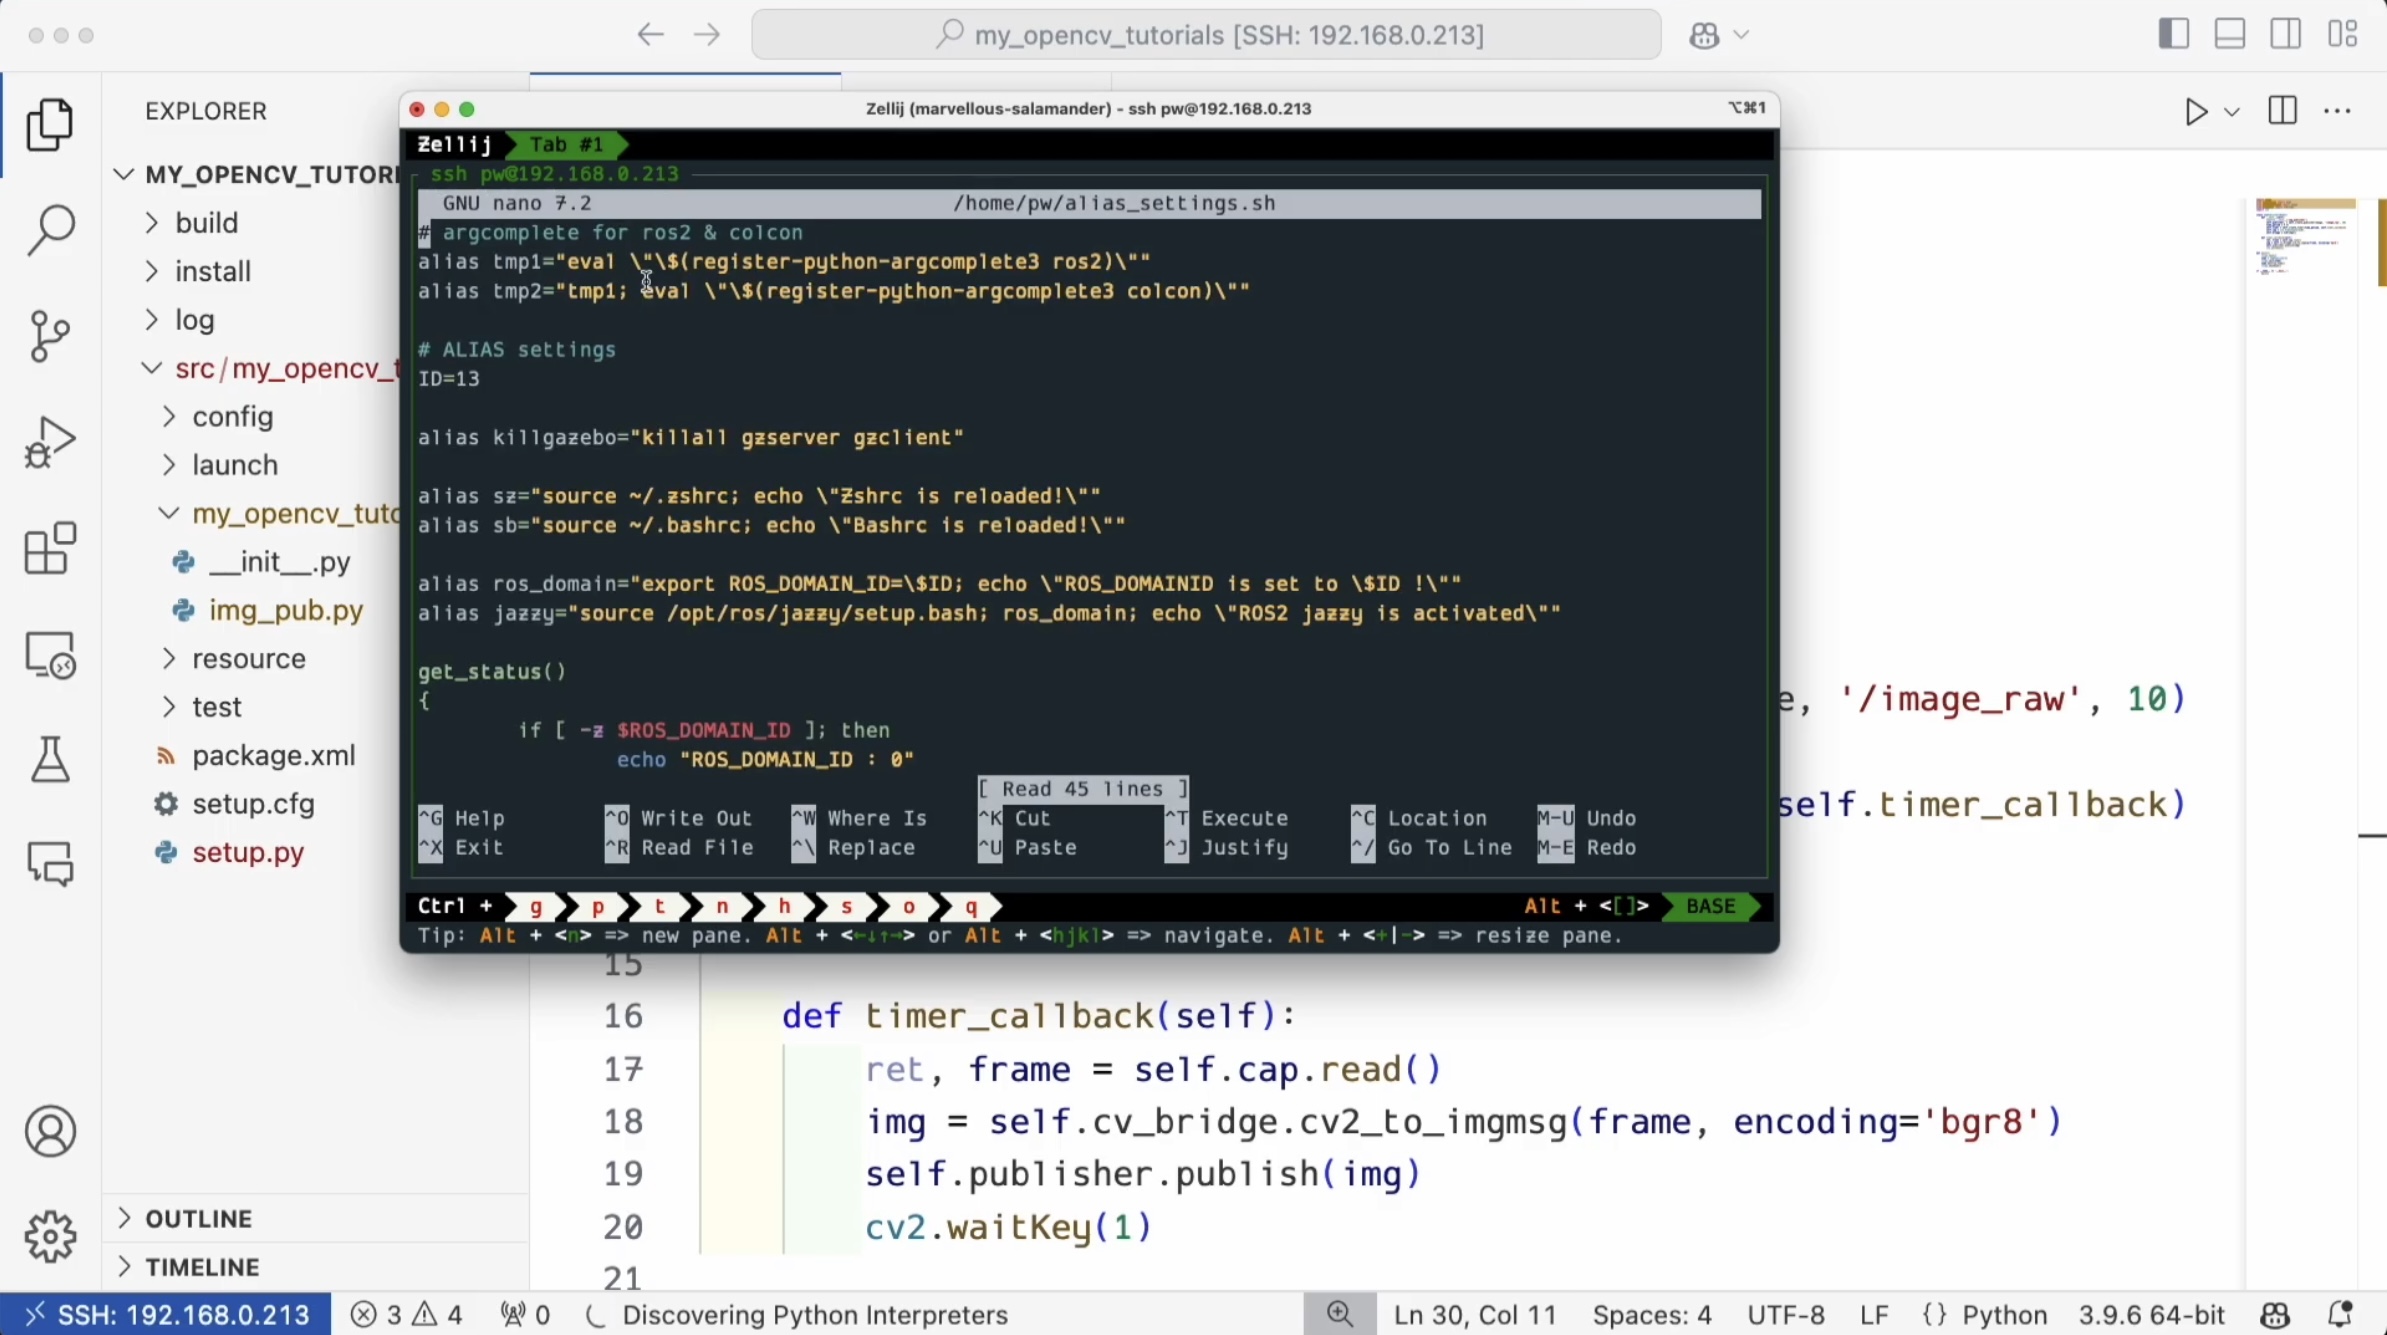 my_opencv_tutorials [SSH: 192.168.0.213]
EXPLORER
MY_OPENCV_TUTORI
build
install
log
src/my_opencv_t
config
launch
my_opencv_tuto
__init__.py
img_pub.py
resource
test
package.xml
setup.cfg
setup.py
OUTLINE
TIMELINE
Zellij (marvellous-salamander) - ssh pw@192.168.0.213
⌥⌘1
Zellij Tab #1
ssh pw@192.168.0.213
GNU nano 7.2 /home/pw/alias_settings.sh
# argcomplete for ros2 & colcon
alias tmp1="eval \"\$(register-python-argcomplete3 ros2)\""
alias tmp2="tmp1; eval \"\$(register-python-argcomplete3 colcon)\""
# ALIAS settings
ID=13
alias killgazebo="killall gzserver gzclient"
alias sz="source ~/.zshrc; echo \"Zshrc is reloaded!\""
alias sb="source ~/.bashrc; echo \"Bashrc is reloaded!\""
alias ros_domain="export ROS_DOMAIN_ID=\$ID; echo \"ROS_DOMAINID is set to \$ID !\""
alias jazzy="source /opt/ros/jazzy/setup.bash; ros_domain; echo \"ROS2 jazzy is activated\""
get_status()
{
if [ -z $ROS_DOMAIN_ID ]; then
echo "ROS_DOMAIN_ID : 0"
[ Read 45 lines ]
^G Help ^O Write Out ^W Where Is ^K Cut ^T Execute ^C Location M-U Undo
^X Exit ^R Read File ^\ Replace ^U Paste ^J Justify ^/ Go To Line M-E Redo
Ctrl + g p t n h s o q Alt + <[]> BASE
Tip: Alt + <n> => new pane. Alt + <←↓↑→> or Alt + <hjkl> => navigate. Alt + <+|-> => resize pane.
e, '/image_raw', 10)
self.timer_callback)
15
16 def timer_callback(self):
17 ret, frame = self.cap.read()
18 img = self.cv_bridge.cv2_to_imgmsg(frame, encoding='bgr8')
19 self.publisher.publish(img)
20 cv2.waitKey(1)
21
SSH: 192.168.0.213 3 4 0 Discovering Python Interpreters Ln 30, Col 11 Spaces: 4 UTF-8 LF {} Python 3.9.6 64-bit